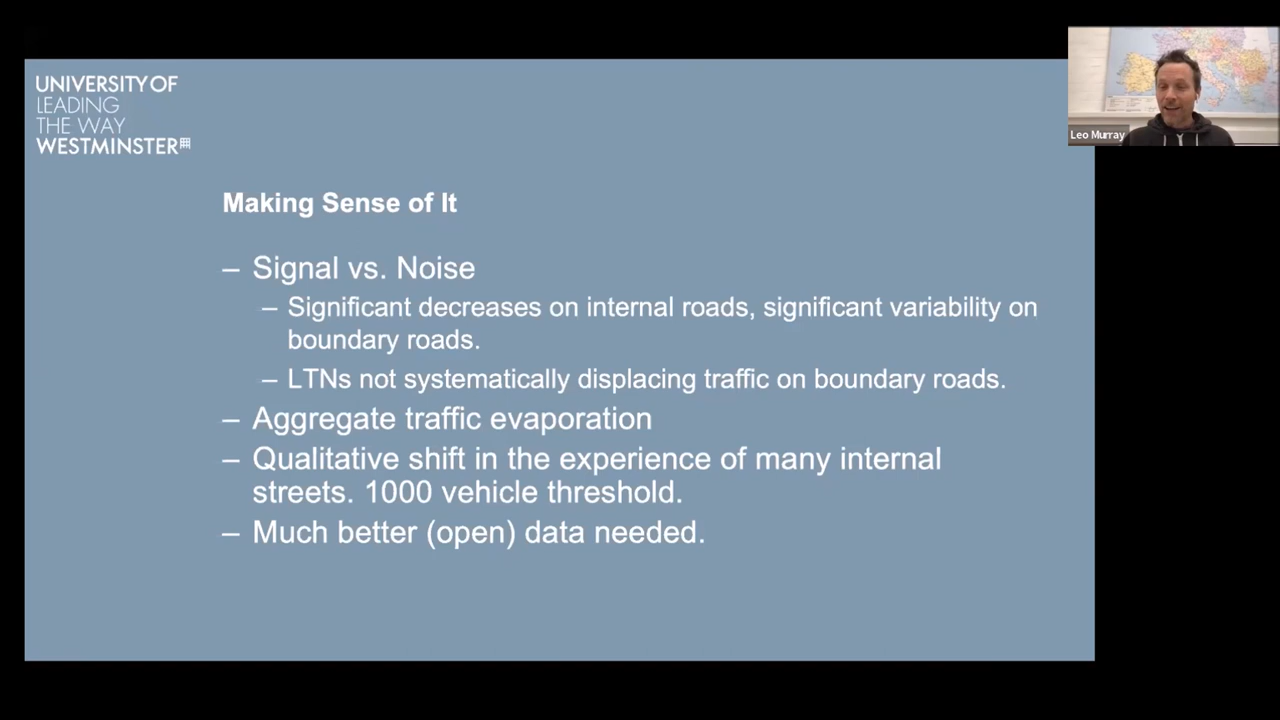 UNIVERSITY OF
LEADING
THE WAY
WESTMINSTER
Leo Murray
Making Sense of It
– Signal vs. Noise
– Significant decreases on internal roads, significant variability on
boundary roads.
– LTNs not systematically displacing traffic on boundary roads.
– Aggregate traffic evaporation
– Qualitative shift in the experience of many internal
streets. 1000 vehicle threshold.
– Much better (open) data needed.